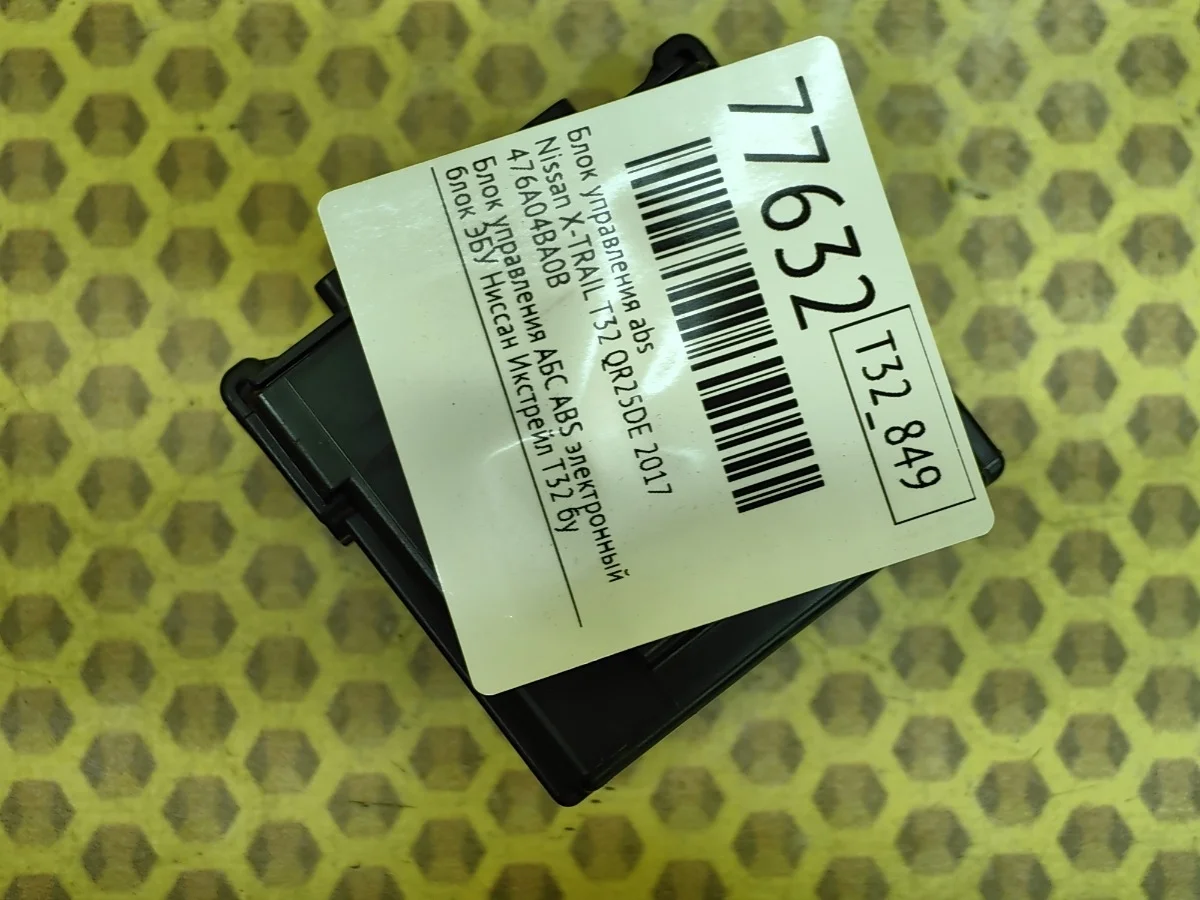 77632
T32_849
Блок управления abs
Nissan X-TRAIL T32 QR25DE 2017
476A04BA0B
Блок управления АБС ABS электронный
блок ЭБУ Ниссан Икстрейл Т32 бу